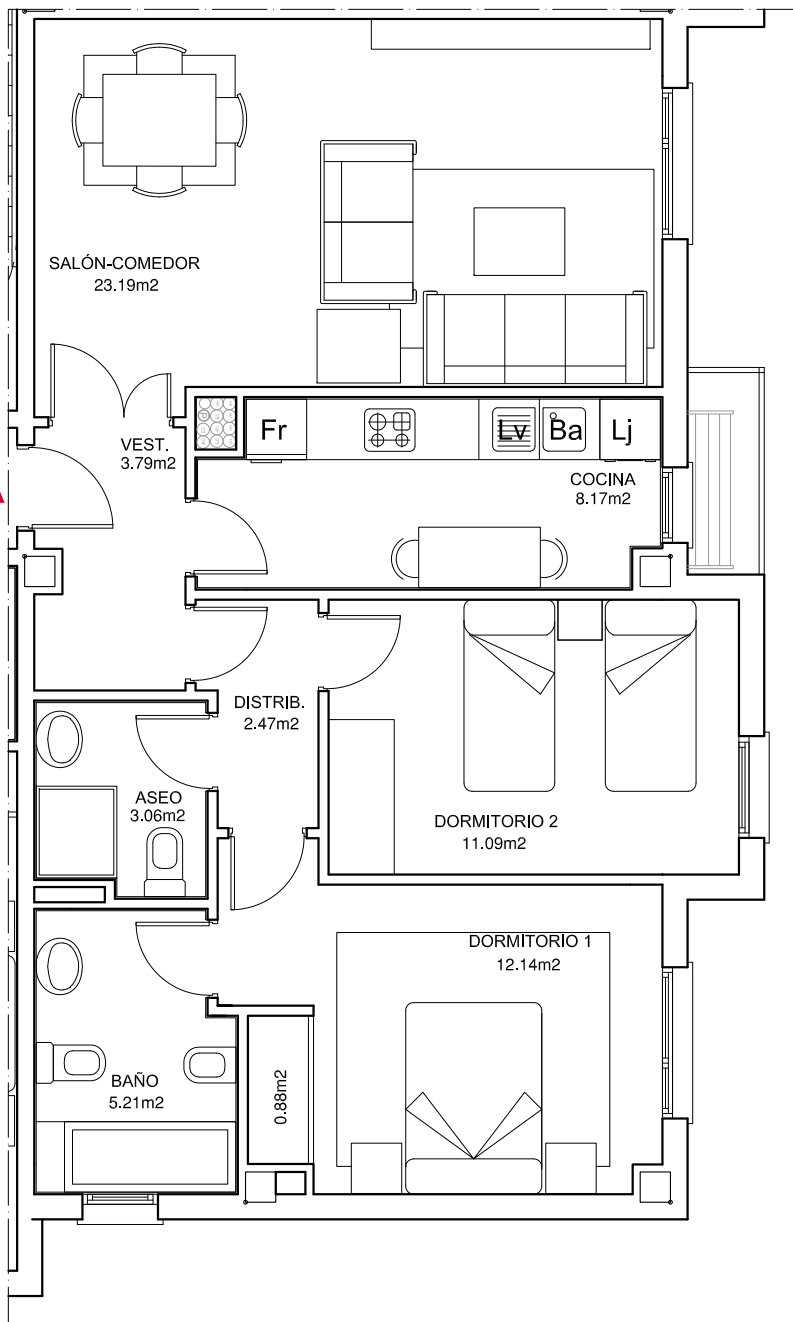 SALÓN-COMEDOR
23.19m2
VEST.
3.79m2
Fr
Lv
Ba
Lj
COCINA
8.17m2
DISTRIB.
2.47m2
ASEO
3.06m2
DORMITORIO 2
11.09m2
DORMITORIO 1
12.14m2
BAÑO
5.21m2
0.88m2